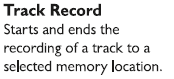 Track Record
Starts and ends the
recording of a track to a
selected memory location.